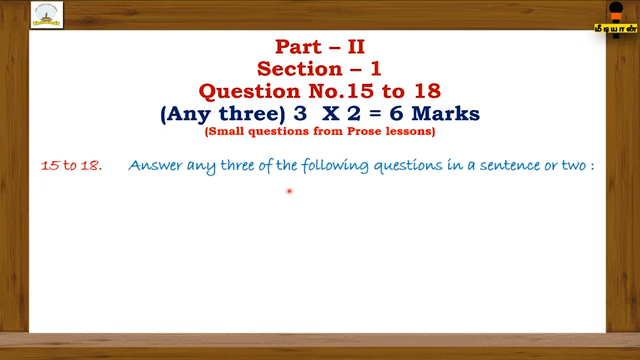 மீடியான்
Part – II
Section – 1
Question No.15 to 18
(Any three) 3 X 2 = 6 Marks
(Small questions from Prose lessons)
15 to 18. Answer any three of the following questions in a sentence or two :